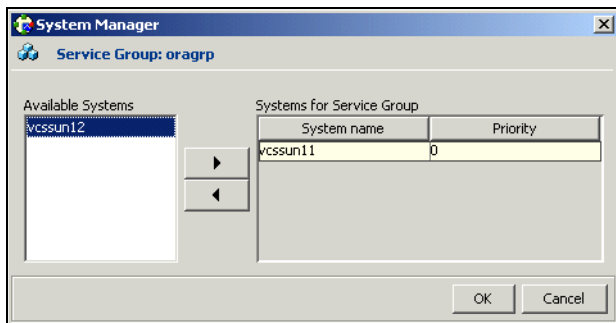 System Manager
Service Group: oragrp
Available Systems
vcssun12
Systems for Service Group
System name Priority
vcssun11 0
OK Cancel